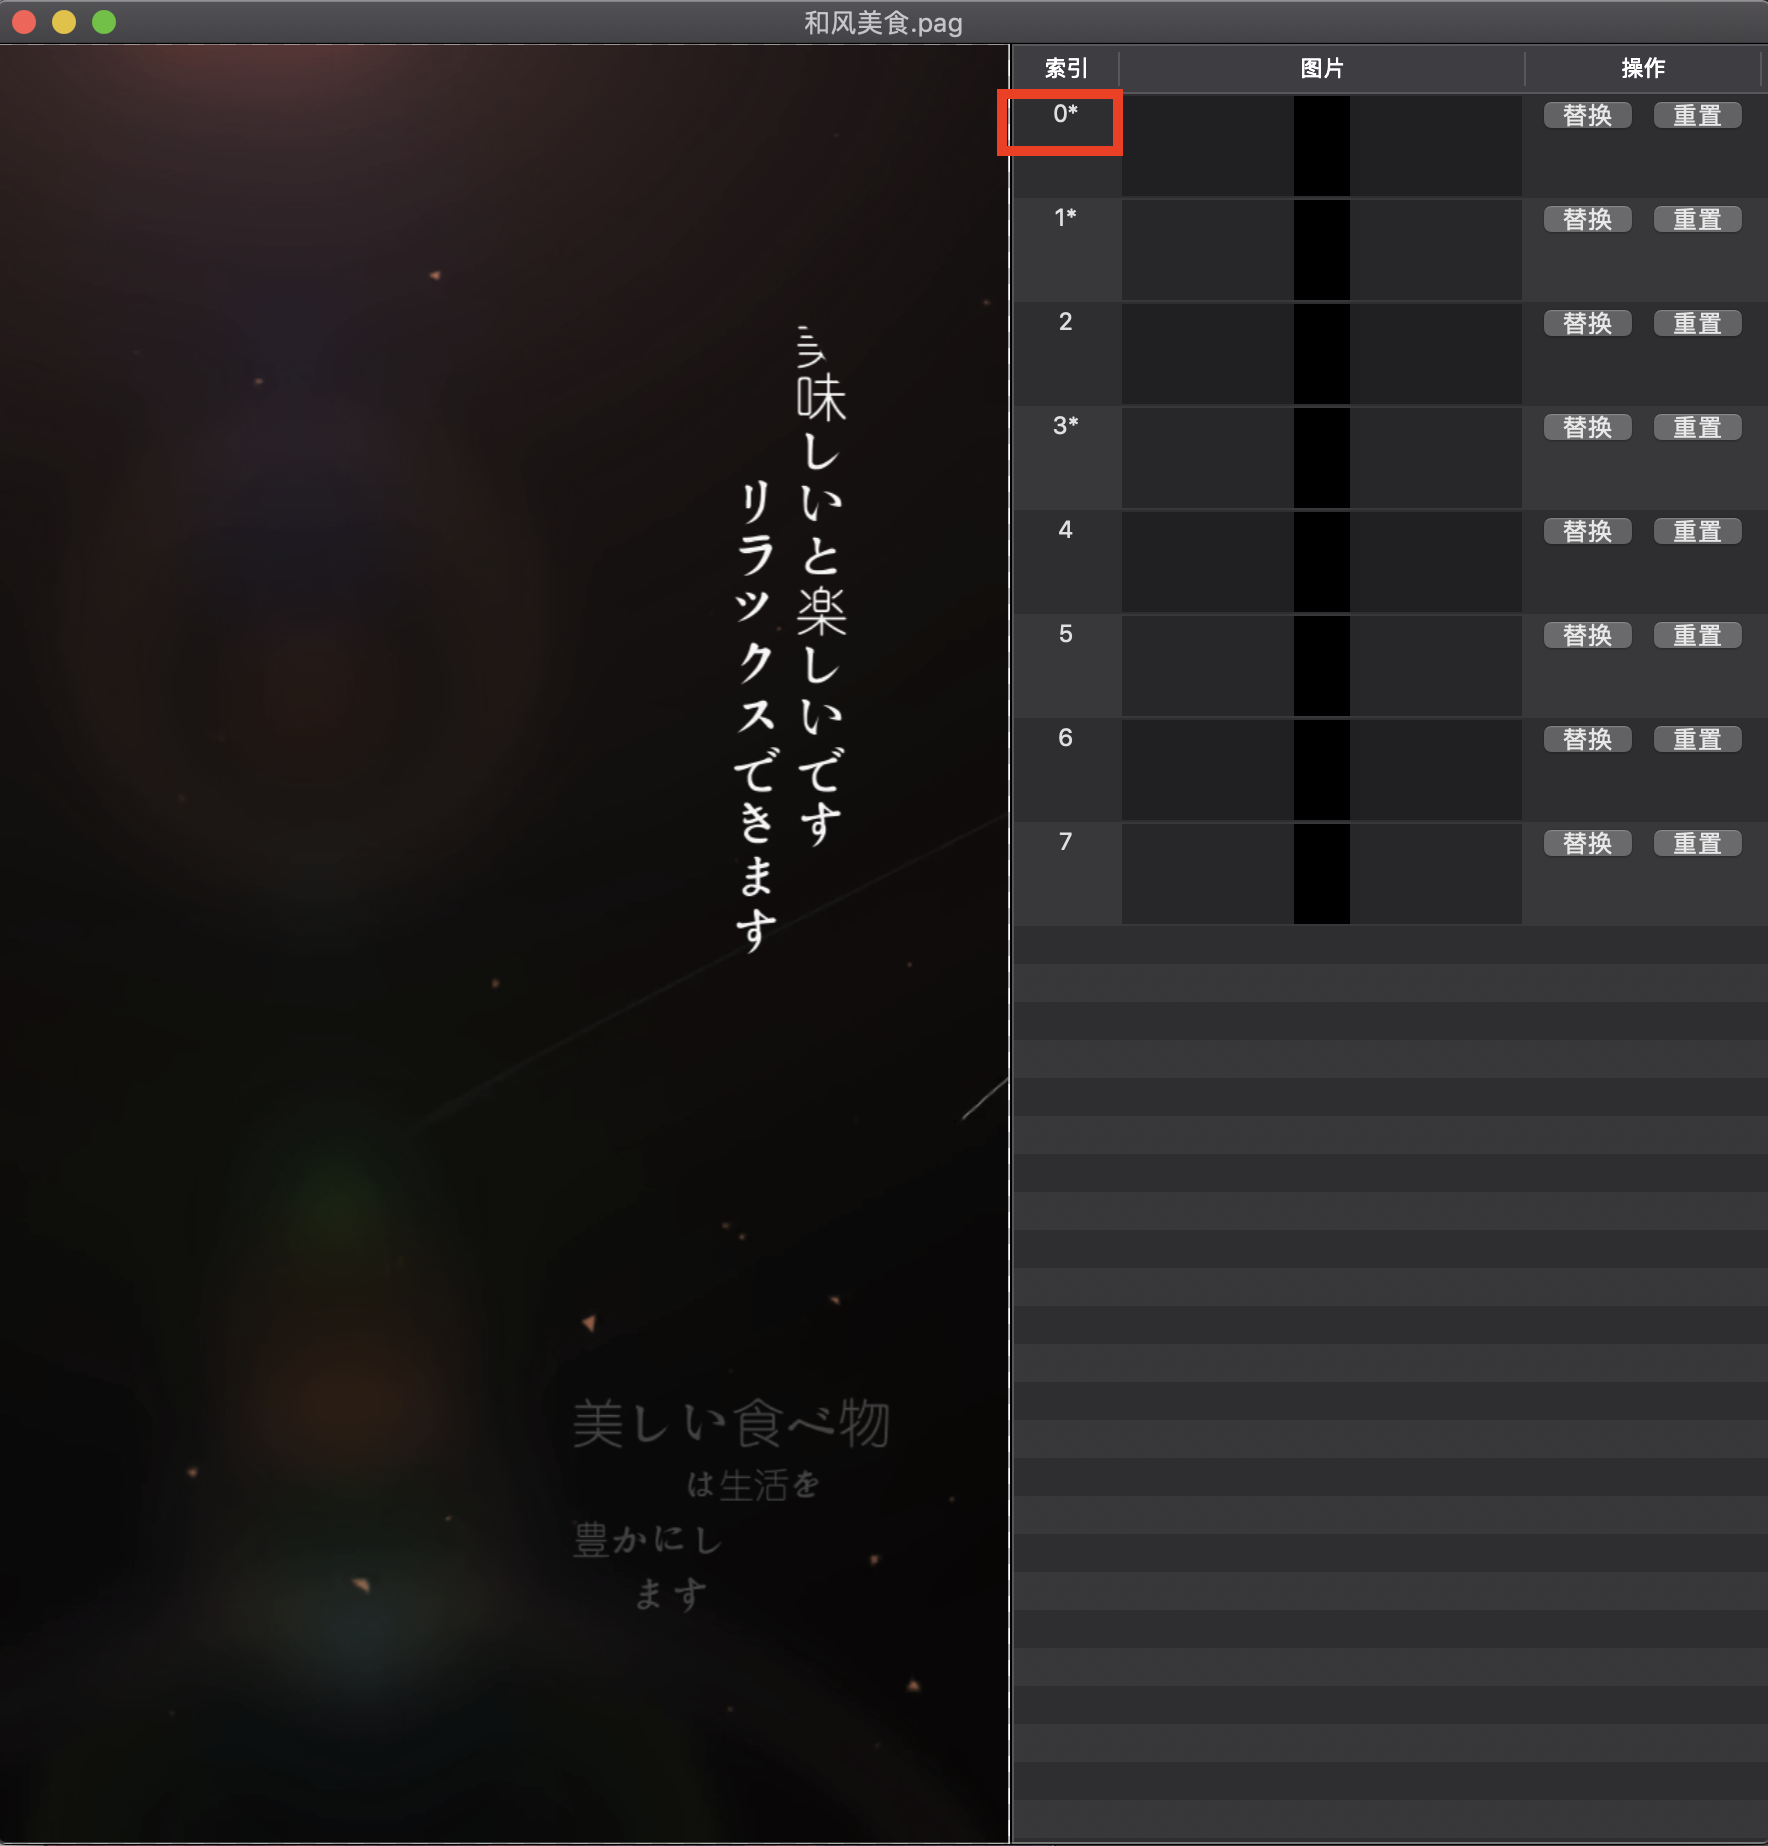 和风美食.pag
索引 图片 操作
0* 替换 重置
1* 替换 重置
2 替换 重置
3* 替换 重置
4 替换 重置
5 替换 重置
6 替换 重置
7 替换 重置
味しいと楽しいです
リラックスできます
美しい食べ物
は生活を
豊かにし
ます